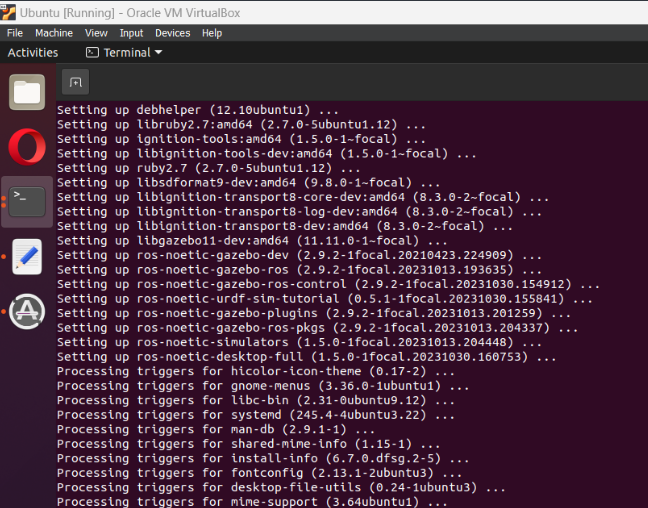 Ubuntu [Running] - Oracle VM VirtualBox
File Machine View Input Devices Help
Activities Terminal
Setting up debhelper (12.10ubuntu1) ...
Setting up libruby2.7:amd64 (2.7.0-5ubuntu1.12) ...
Setting up ignition-tools:amd64 (1.5.0-1~focal) ...
Setting up libignition-tools-dev:amd64 (1.5.0-1~focal) ...
Setting up ruby2.7 (2.7.0-5ubuntu1.12) ...
Setting up libsdformat9-dev:amd64 (9.8.0-1~focal) ...
Setting up libignition-transport8-core-dev:amd64 (8.3.0-2~focal) ...
Setting up libignition-transport8-log-dev:amd64 (8.3.0-2~focal) ...
Setting up libignition-transport8-dev:amd64 (8.3.0-2~focal) ...
Setting up libgazebo11-dev:amd64 (11.11.0-1~focal) ...
Setting up ros-noetic-gazebo-dev (2.9.2-1focal.20210423.224909) ...
Setting up ros-noetic-gazebo-ros (2.9.2-1focal.20231013.193635) ...
Setting up ros-noetic-gazebo-ros-control (2.9.2-1focal.20231030.154912) ...
Setting up ros-noetic-urdf-sim-tutorial (0.5.1-1focal.20231030.155841) ...
Setting up ros-noetic-gazebo-plugins (2.9.2-1focal.20231013.201259) ...
Setting up ros-noetic-gazebo-ros-pkgs (2.9.2-1focal.20231013.204337) ...
Setting up ros-noetic-simulators (1.5.0-1focal.20231013.204448) ...
Setting up ros-noetic-desktop-full (1.5.0-1focal.20231030.160753) ...
Processing triggers for hicolor-icon-theme (0.17-2) ...
Processing triggers for gnome-menus (3.36.0-1ubuntu1) ...
Processing triggers for libc-bin (2.31-0ubuntu9.12) ...
Processing triggers for systemd (245.4-4ubuntu3.22) ...
Processing triggers for man-db (2.9.1-1) ...
Processing triggers for shared-mime-info (1.15-1) ...
Processing triggers for install-info (6.7.0.dfsg.2-5) ...
Processing triggers for fontconfig (2.13.1-2ubuntu3) ...
Processing triggers for desktop-file-utils (0.24-1ubuntu3) ...
Processing triggers for mime-support (3.64ubuntu1) ...